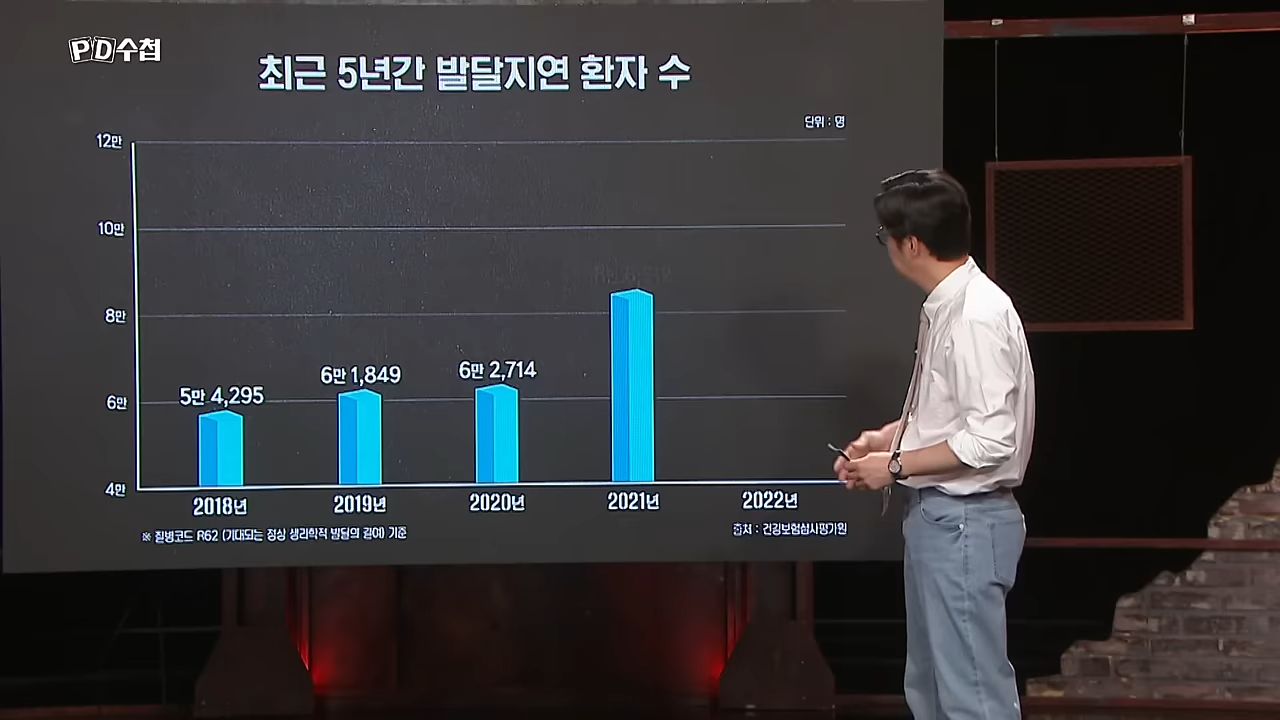 PD수첩
최근 5년간 발달지연 환자 수
단위 : 명
12만
10만
8만
6만
4만
5만 4,295
6만 1,849
6만 2,714
2018년
2019년
2020년
2021년
2022년
※ 질병코드 R62 (기대되는 정상 생리학적 발달의 결여) 기준
출처 : 건강보험심사평가원